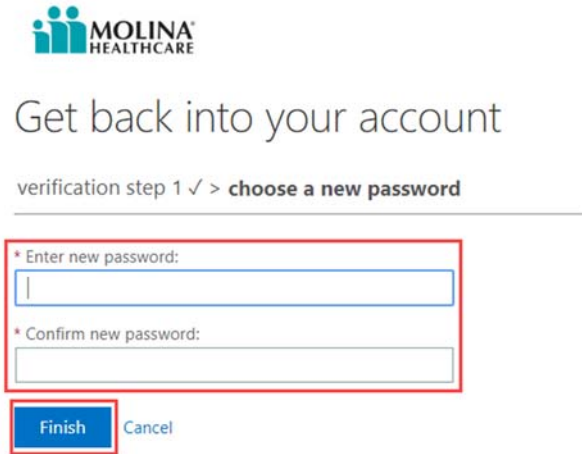 MOLINA®
HEALTHCARE
Get back into your account
verification step 1 ✓ > choose a new password
* Enter new password:
* Confirm new password:
Finish Cancel